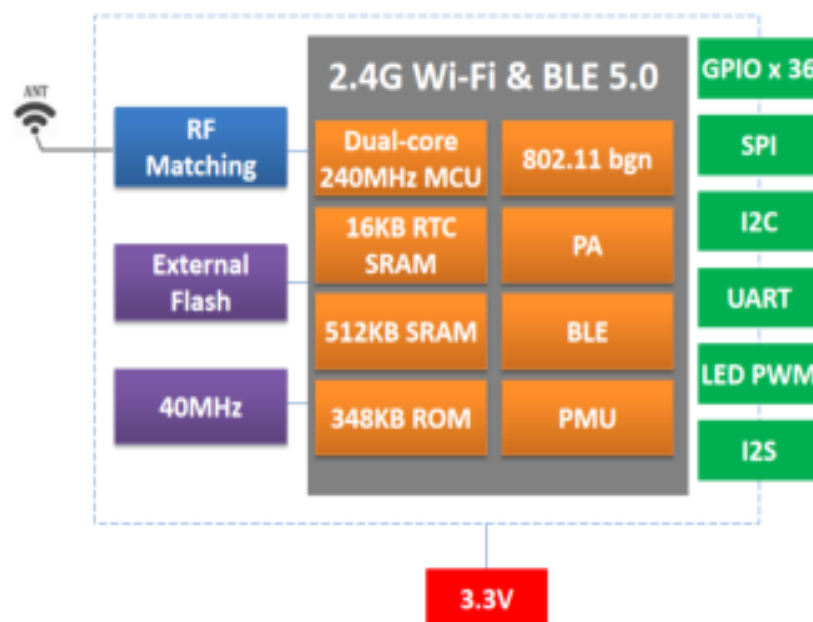 2.4G Wi-Fi & BLE 5.0
GPIO x 36
ANT
RF
Matching
Dual-core
240MHz MCU
802.11 bgn
SPI
16KB RTC
SRAM
PA
I2C
External
Flash
512KB SRAM
BLE
UART
40MHz
348KB ROM
PMU
LED PWM
I2S
3.3V